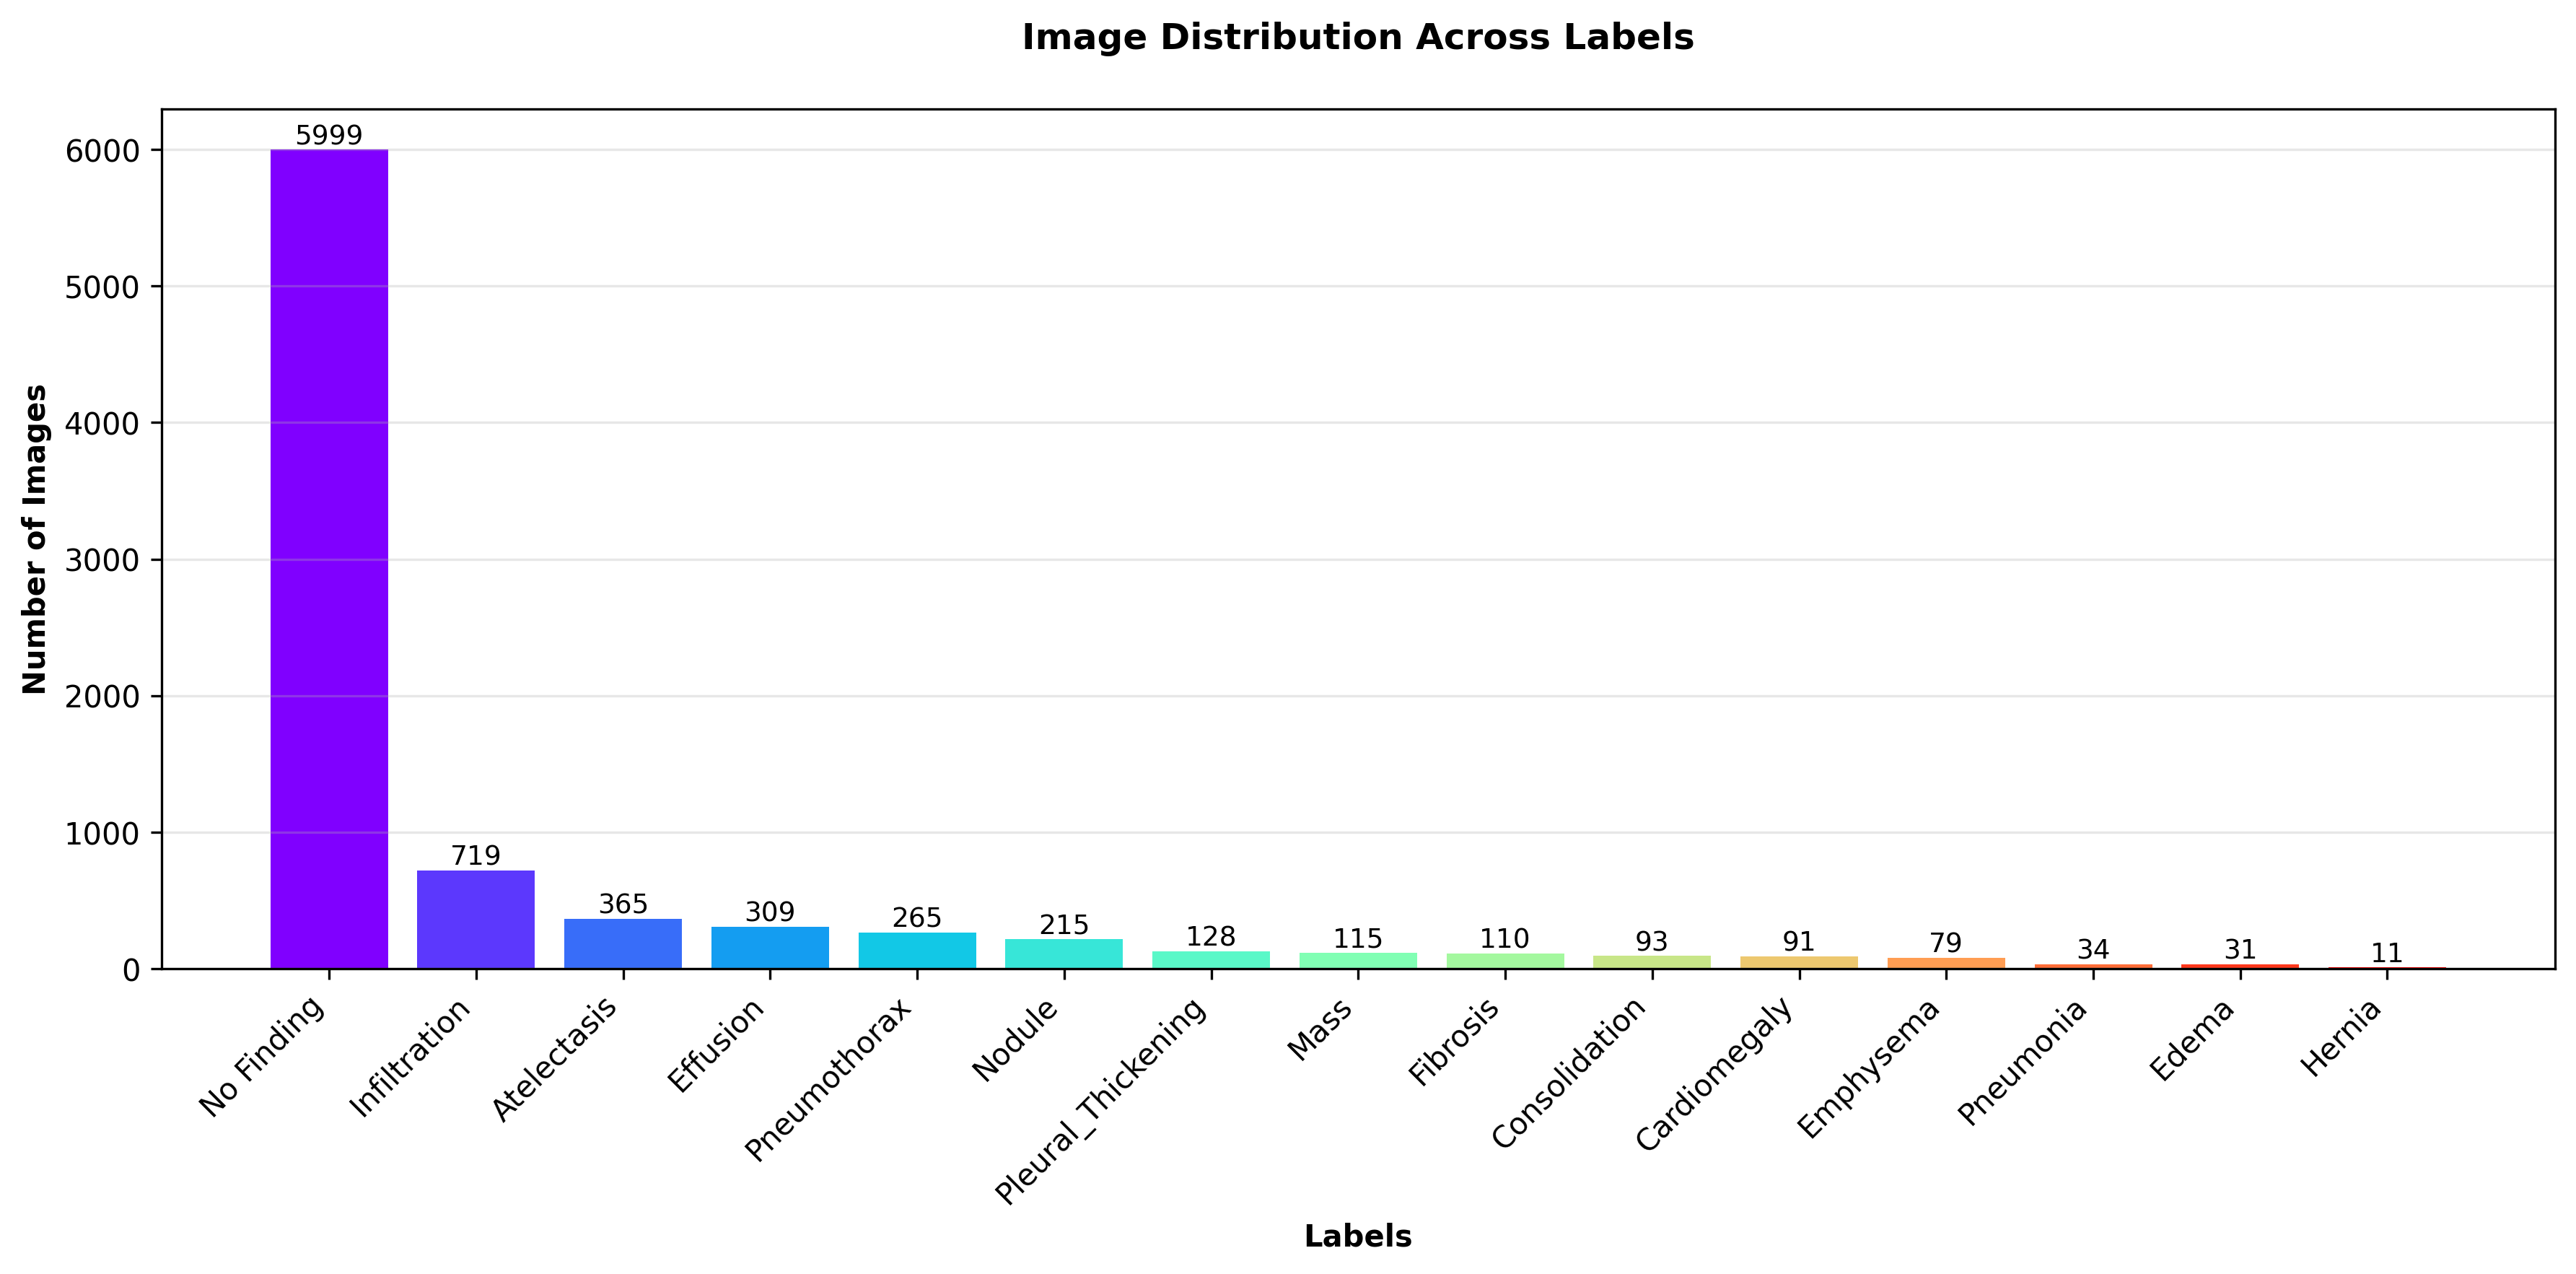 Image Distribution Across Labels
Number of Images
6000
5000
4000
3000
2000
1000
0
5999
719
365
309
265
215
128
115
110
93
91
79
34
31
11
No Finding
Infiltration
Atelectasis
Effusion
Pneumothorax
Nodule
Pleural_Thickening
Mass
Fibrosis
Consolidation
Cardiomegaly
Emphysema
Pneumonia
Edema
Hernia
Labels